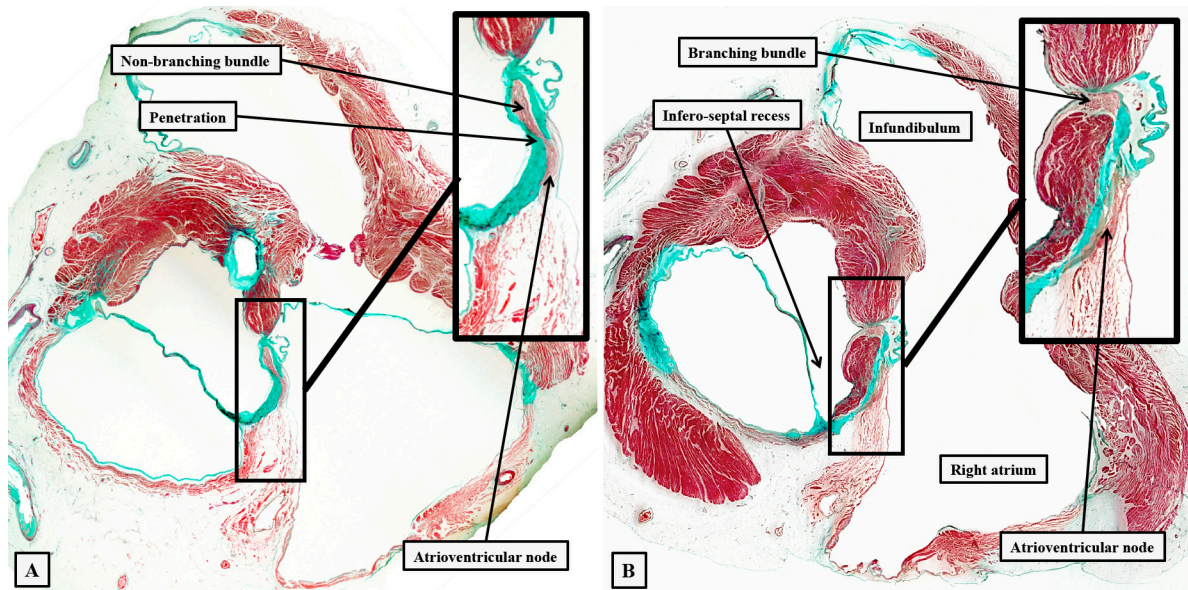 Non-branching bundle
Penetration
Atrioventricular node
A
Branching bundle
Infero-septal recess
Infundibulum
Right atrium
Atrioventricular node
B